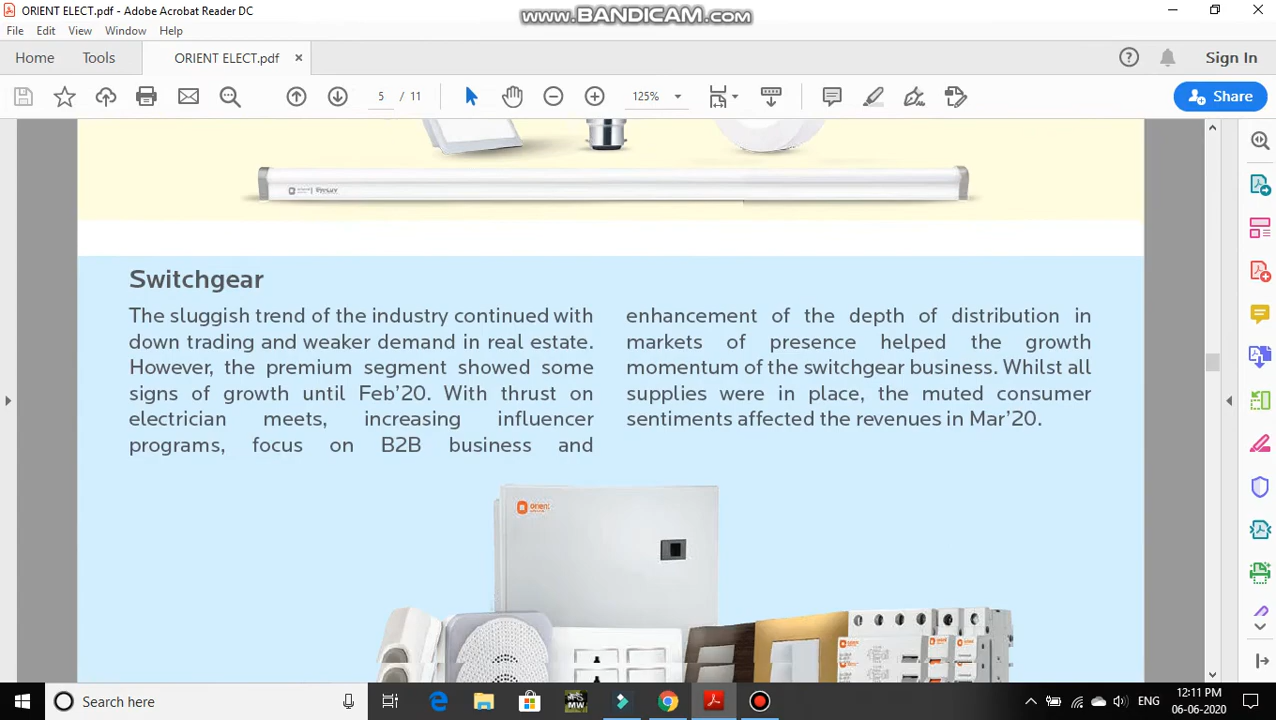 ORIENT ELECT.pdf - Adobe Acrobat Reader DC
WWW.BANDICAM.COM
File Edit View Window Help
Home Tools ORIENT ELECT.pdf × Sign In
5 / 11 125% Share
Switchgear
The sluggish trend of the industry continued with
down trading and weaker demand in real estate.
However, the premium segment showed some
signs of growth until Feb'20. With thrust on
electrician meets, increasing influencer
programs, focus on B2B business and
enhancement of the depth of distribution in
markets of presence helped the growth
momentum of the switchgear business. Whilst all
supplies were in place, the muted consumer
sentiments affected the revenues in Mar'20.
orient
Search here
ENG
12:11 PM
06-06-2020